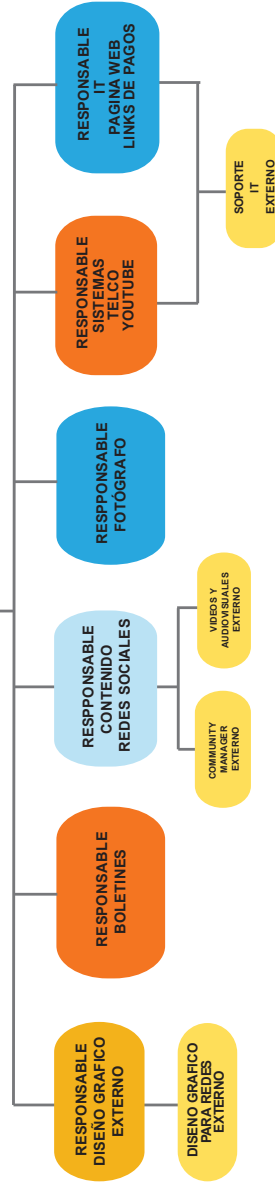 RESPONSABLE
DISEÑO GRAFICO
EXTERNO
DISENO GRAFICO
PARA REDES
EXTERNO
RESPONSABLE
BOLETINES
RESPPONSABLE
CONTENIDO
REDES SOCIALES
COMMUNITY
MANAGER
EXTERNO
VIDEOS Y
AUDIOVISUALES
EXTERNO
RESPPONSABLE
FOTÓGRAFO
RESPONSABLE
SISTEMAS
TELCO
YOUTUBE
RESPONSABLE
IT
PAGINA WEB
LINKS DE PAGOS
SOPORTE
IT
EXTERNO